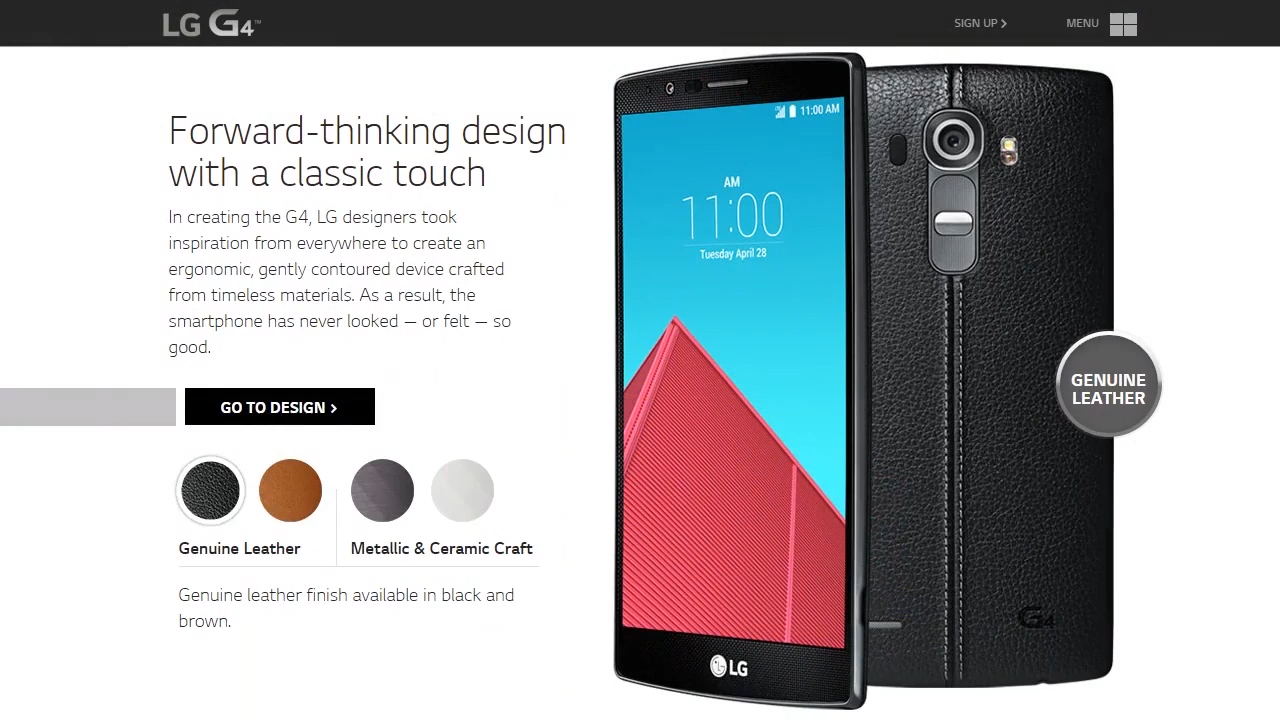 LG G4™
SIGN UP >
MENU
Forward-thinking design
with a classic touch
In creating the G4, LG designers took
inspiration from everywhere to create an
ergonomic, gently contoured device crafted
from timeless materials. As a result, the
smartphone has never looked — or felt — so
good.
GO TO DESIGN >
Genuine Leather
Metallic & Ceramic Craft
Genuine leather finish available in black and
brown.
11:00 AM
AM
11:00
Tuesday April 28
LG
G4
GENUINE
LEATHER